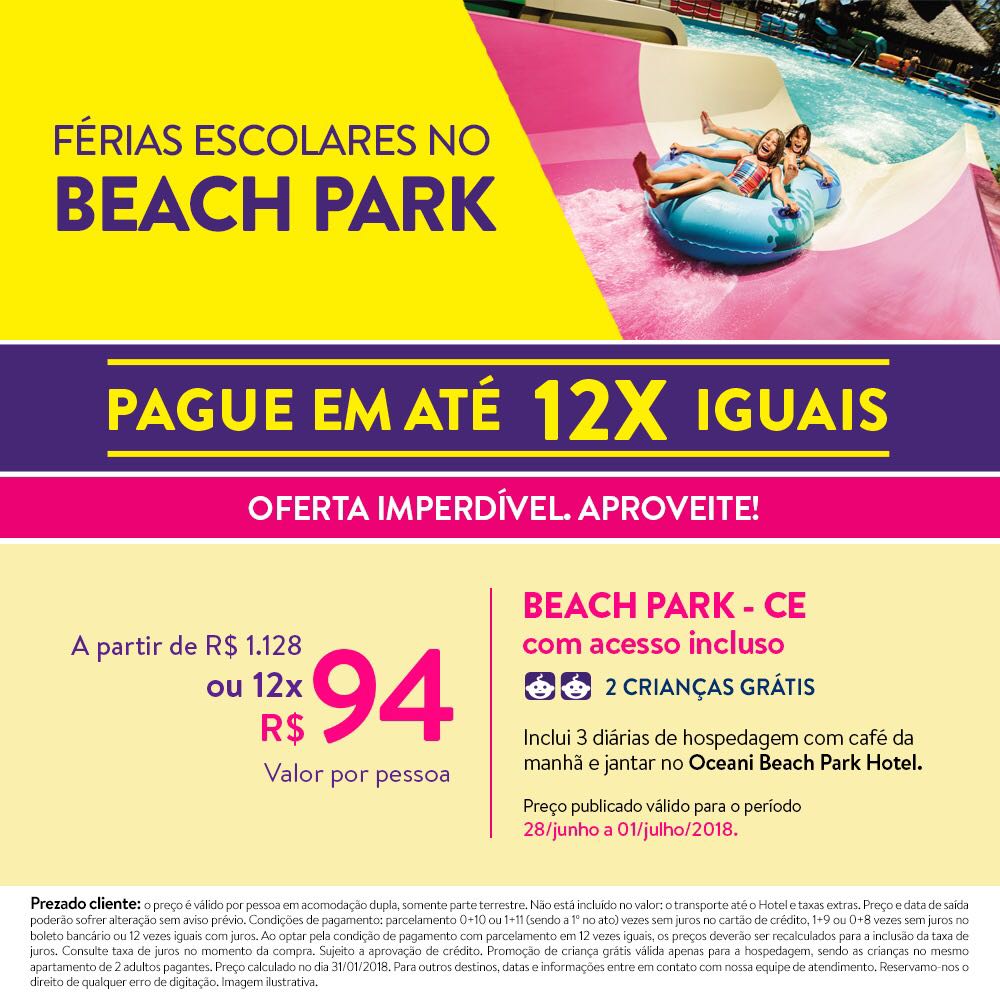 FÉRIAS ESCOLARES NO
BEACH PARK
PAGUE EM ATÉ 12X IGUAIS
OFERTA IMPERDÍVEL. APROVEITE!
A partir de R$ 1.128
ou 12x
R$ 94
Valor por pessoa
BEACH PARK - CE
com acesso incluso
2 CRIANÇAS GRÁTIS
Inclui 3 diárias de hospedagem com café da
manhã e jantar no Oceani Beach Park Hotel.
Preço publicado válido para o período
28/junho a 01/julho/2018.
Prezado cliente: o preço é válido por pessoa em acomodação dupla, somente parte terrestre. Não está incluído no valor: o transporte até o Hotel e taxas extras. Preço e data de saída
poderão sofrer alteração sem aviso prévio. Condições de pagamento: parcelamento 0+10 ou 1+11 (sendo a 1º no ato) vezes sem juros no cartão de crédito, 1+9 ou 0+8 vezes sem juros no
boleto bancário ou 12 vezes iguais com juros. Ao optar pela condição de pagamento com parcelamento em 12 vezes iguais, os preços deverão ser recalculados para a inclusão da taxa de
juros. Consulte taxa de juros no momento da compra. Sujeito a aprovação de crédito. Promoção de criança grátis válida apenas para a hospedagem, sendo as crianças no mesmo
apartamento de 2 adultos pagantes. Preço calculado no dia 31/01/2018. Para outros destinos, datas e informações entre em contato com nossa equipe de atendimento. Reservamo-nos o
direito de qualquer erro de digitação. Imagem ilustrativa.